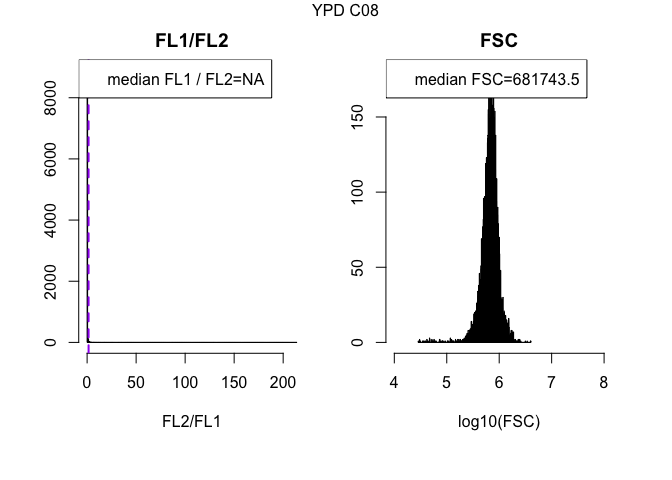 YPD C08
FL1/FL2
median FL1 / FL2=NA
8000
6000
4000
2000
0
0 50 100 150 200
FL2/FL1
FSC
median FSC=681743.5
150
100
50
0
4 5 6 7 8
log10(FSC)